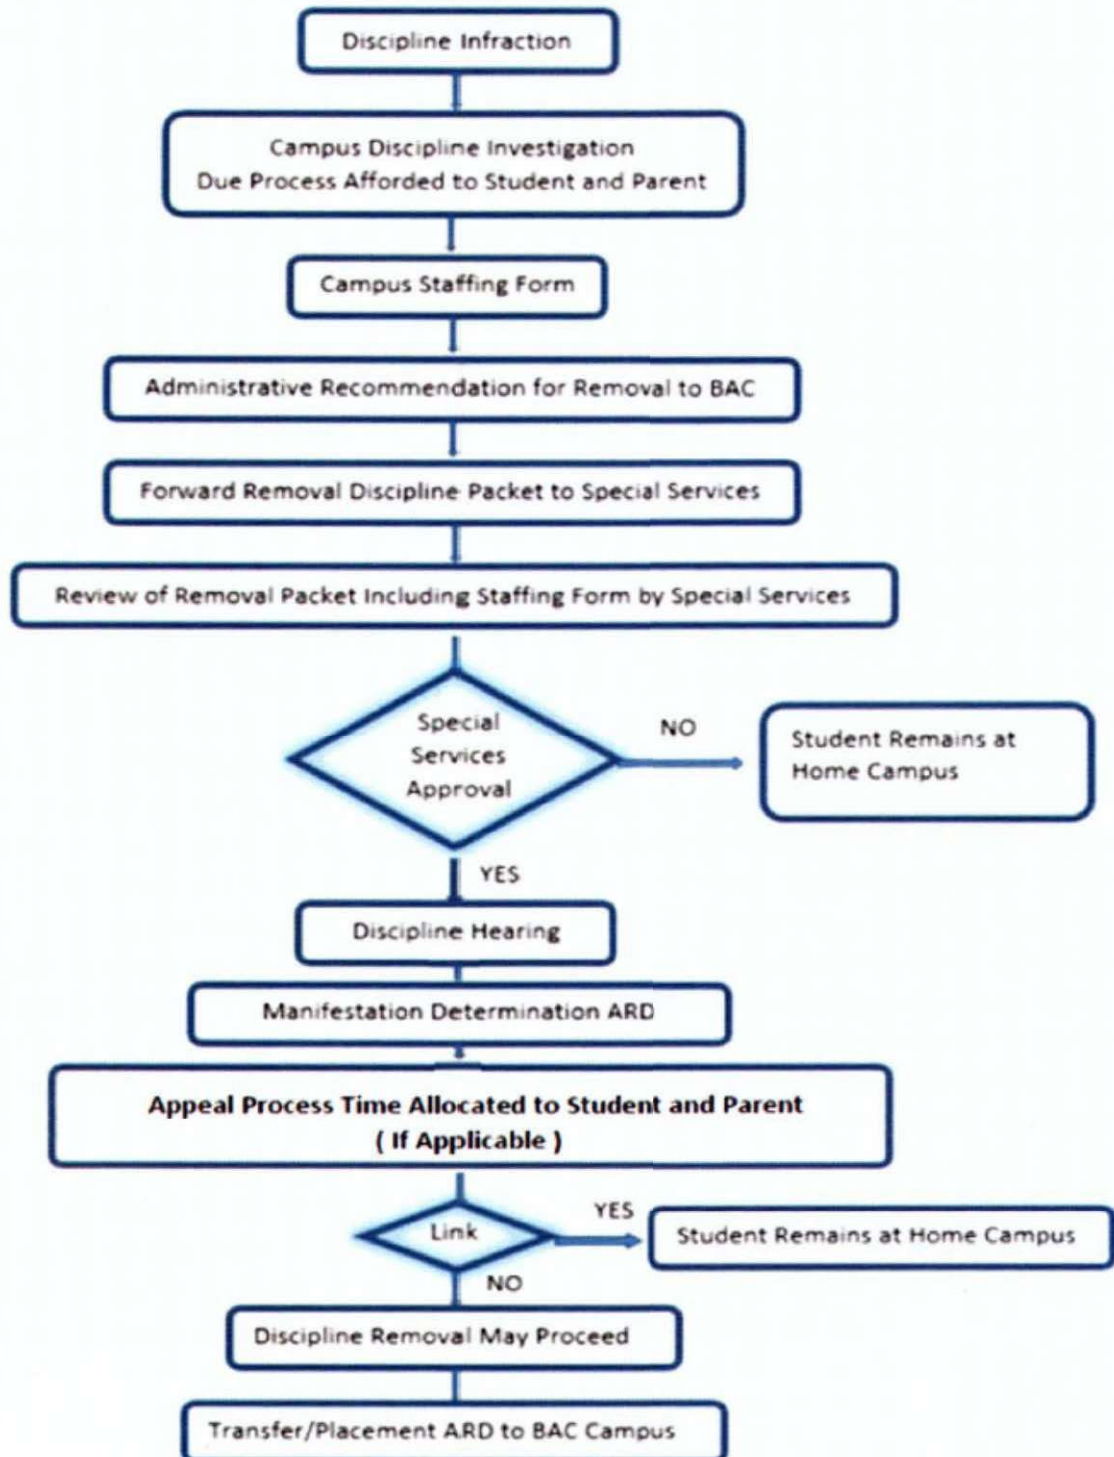 Discipline Infraction
Campus Discipline Investigation
Due Process Afforded to Student and Parent
Campus Staffing Form
Administrative Recommendation for Removal to BAC
Forward Removal Discipline Packet to Special Services
Review of Removal Packet Including Staffing Form by Special Services
Special
Services
Approval
NO
Student Remains at
Home Campus
YES
Discipline Hearing
Manifestation Determination ARD
Appeal Process Time Allocated to Student and Parent
( If Applicable )
Link
YES
Student Remains at Home Campus
NO
Discipline Removal May Proceed
Transfer/Placement ARD to BAC Campus